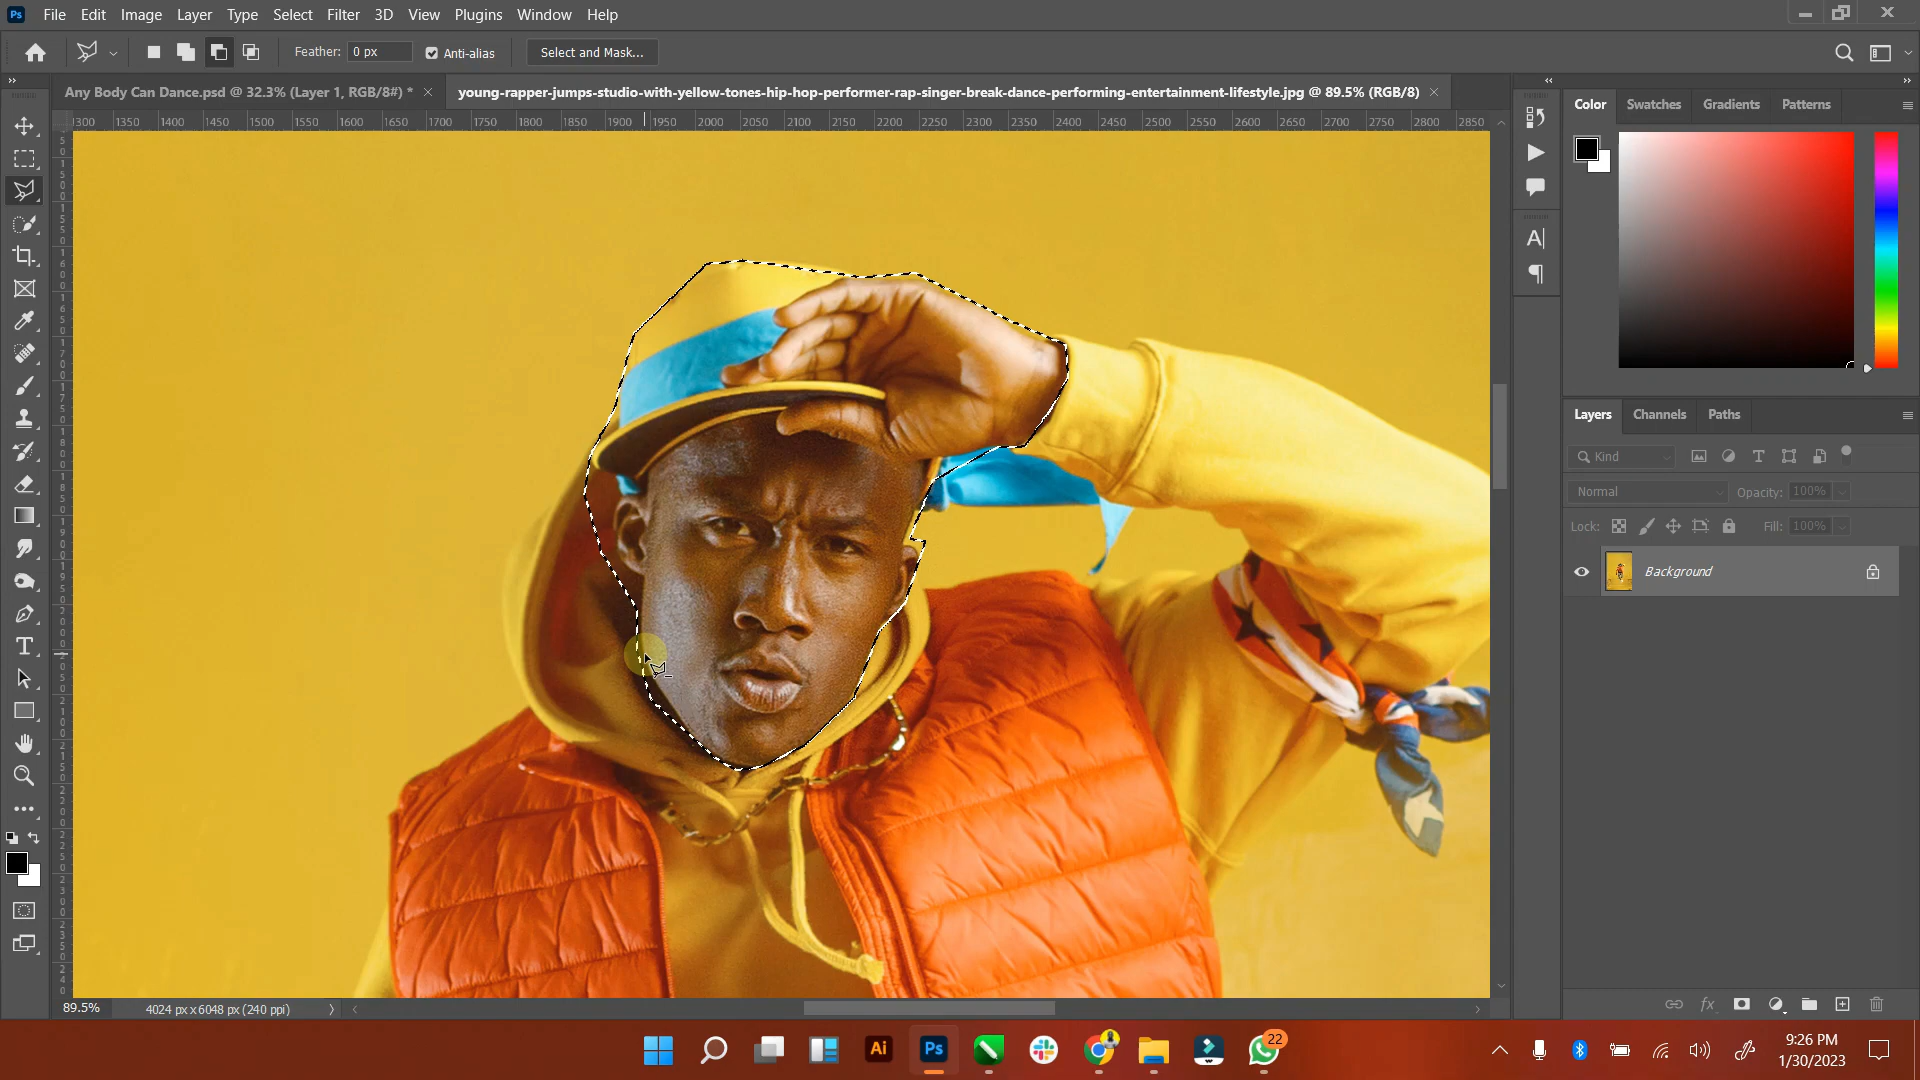 Ps File Edit Image Layer Type Select Filter 3D View Plugins Window Help
Feather: 0 px Anti-alias Select and Mask...
Any Body Can Dance.psd @ 32.3% (Layer 1, RGB/8#) *
young-rapper-jumps-studio-with-yellow-tones-hip-hop-performer-rap-singer-break-dance-performing-entertainment-lifestyle.jpg @ 89.5% (RGB/8)
1300 1350 1400 1450 1500 1550 1600 1650 1700 1750 1800 1850 1900 1950 2000 2050 2100 2150 2200 2250 2300 2350 2400 2450 2500 2550 2600 2650 2700 2750 2800 2850
Color Swatches Gradients Patterns
Layers Channels Paths
Kind
Normal Opacity: 100%
Lock: Fill: 100%
Background
89.5% 4024 px x 6048 px (240 ppi)
Ai Ps 22
9:26 PM
1/30/2023